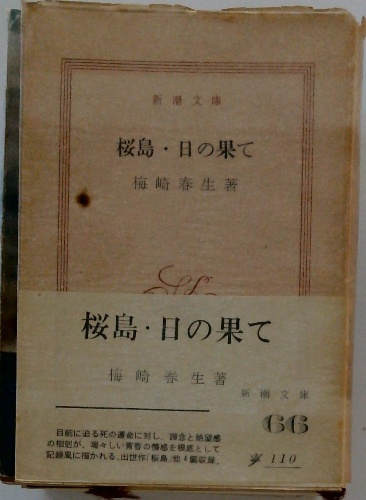 新潮文庫
桜島・日の果て
梅崎春生著
桜島・日の果て
梅崎春生著
新潮文庫
66
目前に迫る死の運命に対し、諦念と絶望感
の相剋が、瑞々しい青春の情感を根底として
記録風に描かれる、出世作「桜島」他4編収録。
¥ 110